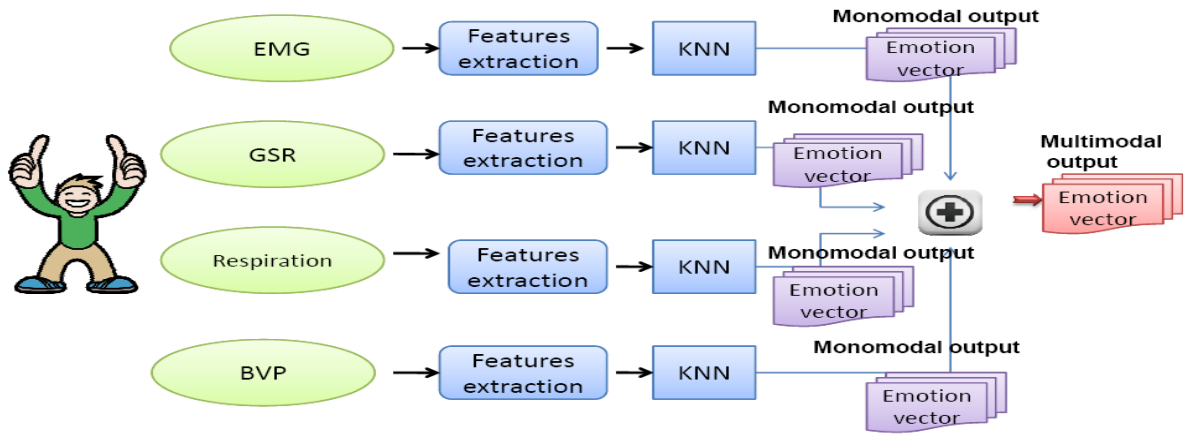 Monomodal output
EMG
Features
extraction
KNN
Emotion
vector
Monomodal output
GSR
Features
extraction
KNN
Emotion
vector
Multimodal
output
Emotion
vector
Monomodal output
Respiration
Features
extraction
KNN
Emotion
vector
Monomodal output
BVP
Features
extraction
KNN
Emotion
vector